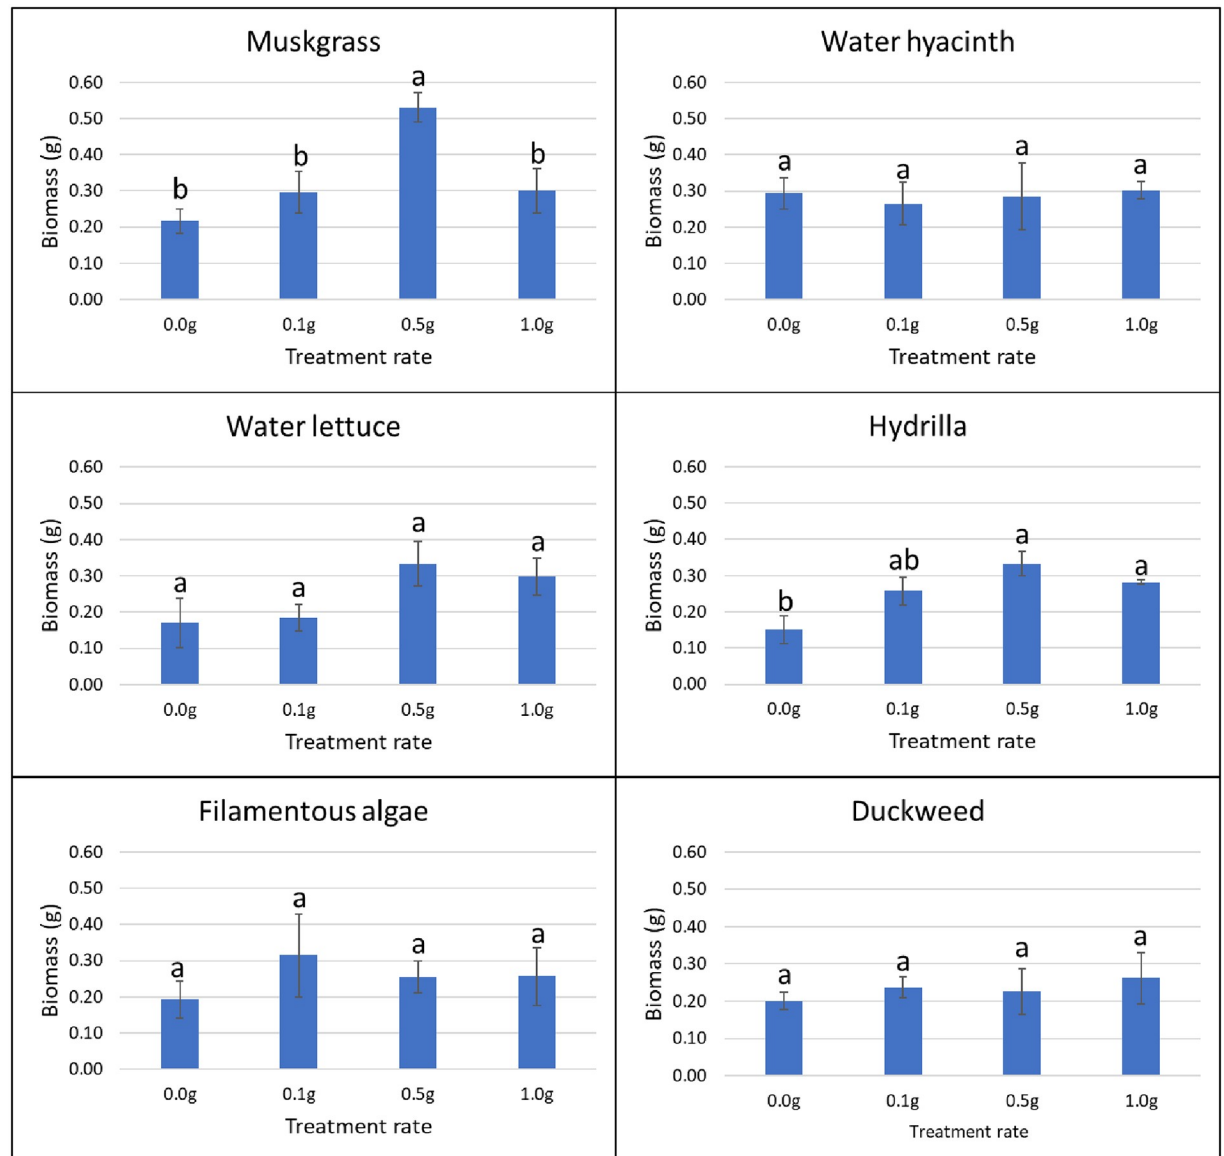 Muskgrass
0.60
0.50
0.40
0.30
0.20
0.10
0.00
Biomass (g)
b
b
a
b
0.0g 0.1g 0.5g 1.0g
Treatment rate
Water hyacinth
0.60
0.50
0.40
0.30
0.20
0.10
0.00
Biomass (g)
a
a
a
a
0.0g 0.1g 0.5g 1.0g
Treatment rate
Water lettuce
0.60
0.50
0.40
0.30
0.20
0.10
0.00
Biomass (g)
a
a
a
a
0.0g 0.1g 0.5g 1.0g
Treatment rate
Hydrilla
0.60
0.50
0.40
0.30
0.20
0.10
0.00
Biomass (g)
b
ab
a
a
0.0g 0.1g 0.5g 1.0g
Treatment rate
Filamentous algae
0.60
0.50
0.40
0.30
0.20
0.10
0.00
Biomass (g)
a
a
a
a
0.0g 0.1g 0.5g 1.0g
Treatment rate
Duckweed
0.60
0.50
0.40
0.30
0.20
0.10
0.00
Biomass (g)
a
a
a
a
0.0g 0.1g 0.5g 1.0g
Treatment rate